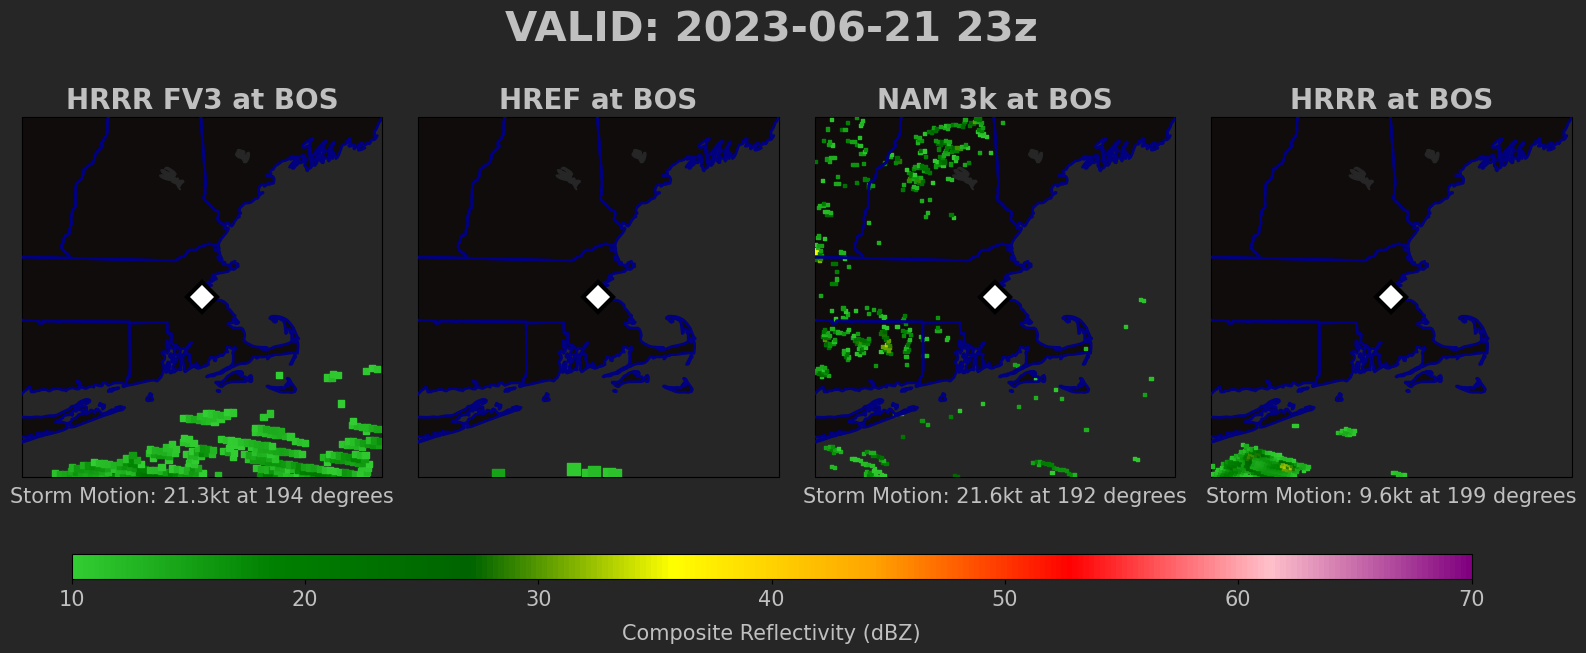 VALID: 2023-06-21 23z
HRRR FV3 at BOS
HREF at BOS
NAM 3k at BOS
HRRR at BOS
Storm Motion: 21.3kt at 194 degrees
Storm Motion: 21.6kt at 192 degrees
Storm Motion: 9.6kt at 199 degrees
10 20 30 40 50 60 70
Composite Reflectivity (dBZ)